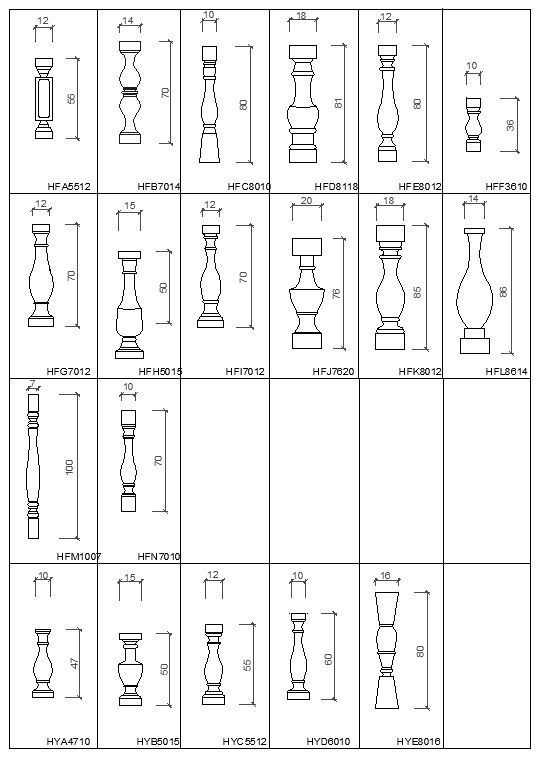 12 55 HFA5512
14 70 HFB7014
10 80 HFC8010
18 81 HFD8118
12 80 HFE8012
10 36 HFF3610
12 70 HFG7012
15 50 HFH5015
12 70 HFI7012
20 76 HFJ7620
18 85 HFK8012
14 86 HFL8614
7 100 HFM1007
10 70 HFN7010
10 47 HYA4710
15 50 HYB5015
12 55 HYC5512
10 60 HYD6010
16 80 HYE8016